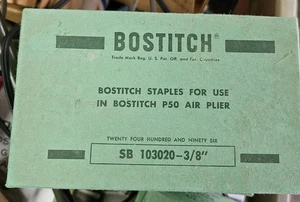 BOSTITCH®
Trade Mark Reg. U. S. Pat. Off. and For. Countries
BOSTITCH STAPLES FOR USE
IN BOSTITCH P50 AIR PLIER
TWENTY FOUR HUNDRED AND NINETY SIX
SB 103020-3/8"